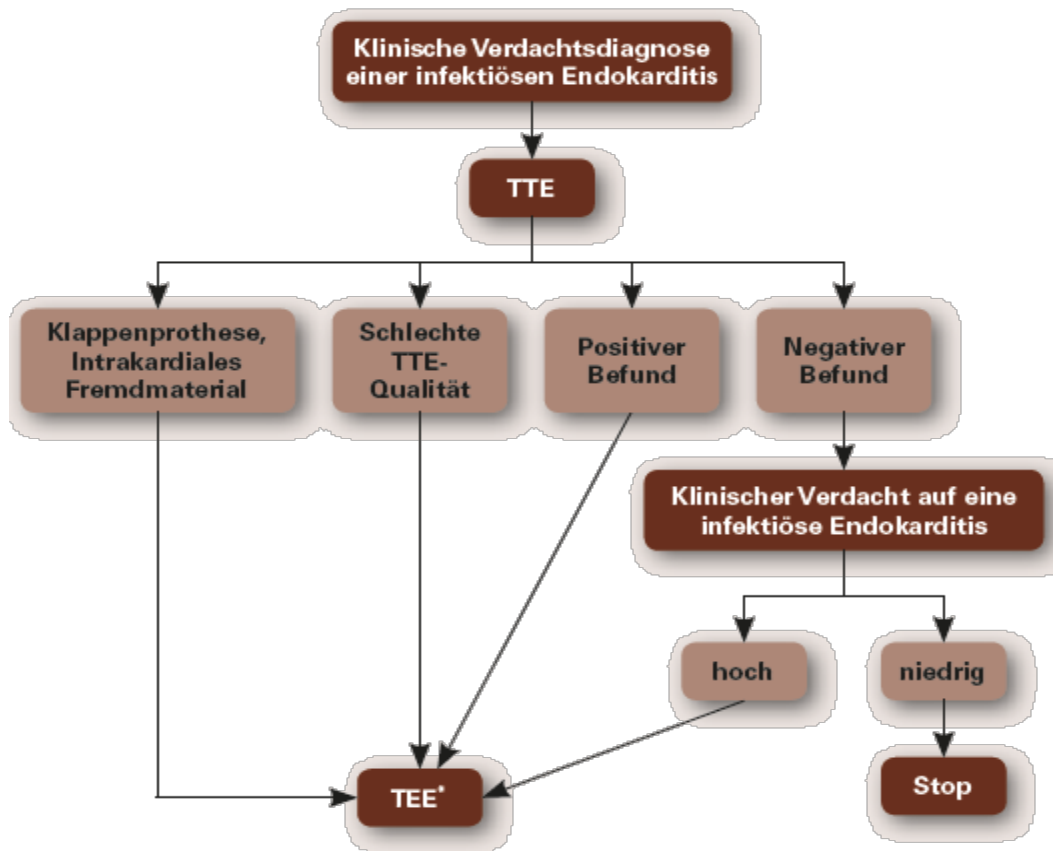 Klinische Verdachtsdiagnose
einer infektiösen Endokarditis
TTE
Klappenprothese,
Intrakardiales
Fremdmaterial
Schlechte
TTE-
Qualität
Positiver
Befund
Negativer
Befund
Klinischer Verdacht auf eine
infektiöse Endokarditis
hoch
niedrig
TEE*
Stop